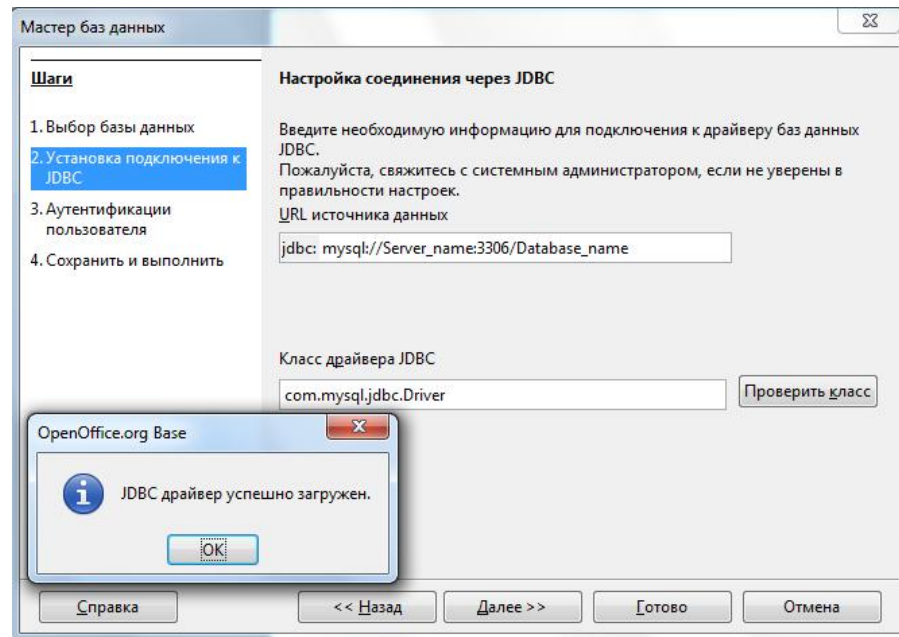 Мастер баз данных
Шаги
1. Выбор базы данных
2. Установка подключения к
JDBC
3. Аутентификации
пользователя
4. Сохранить и выполнить
Настройка соединения через JDBC
Введите необходимую информацию для подключения к драйверу баз данных
JDBC.
Пожалуйста, свяжитесь с системным администратором, если не уверены в
правильности настроек.
URL источника данных
jdbc: mysql://Server_name:3306/Database_name
Класс драйвера JDBC
com.mysql.jdbc.Driver
Проверить класс
OpenOffice.org Base
JDBC драйвер успешно загружен.
OK
Справка
<< Назад
Далее >>
Готово
Отмена